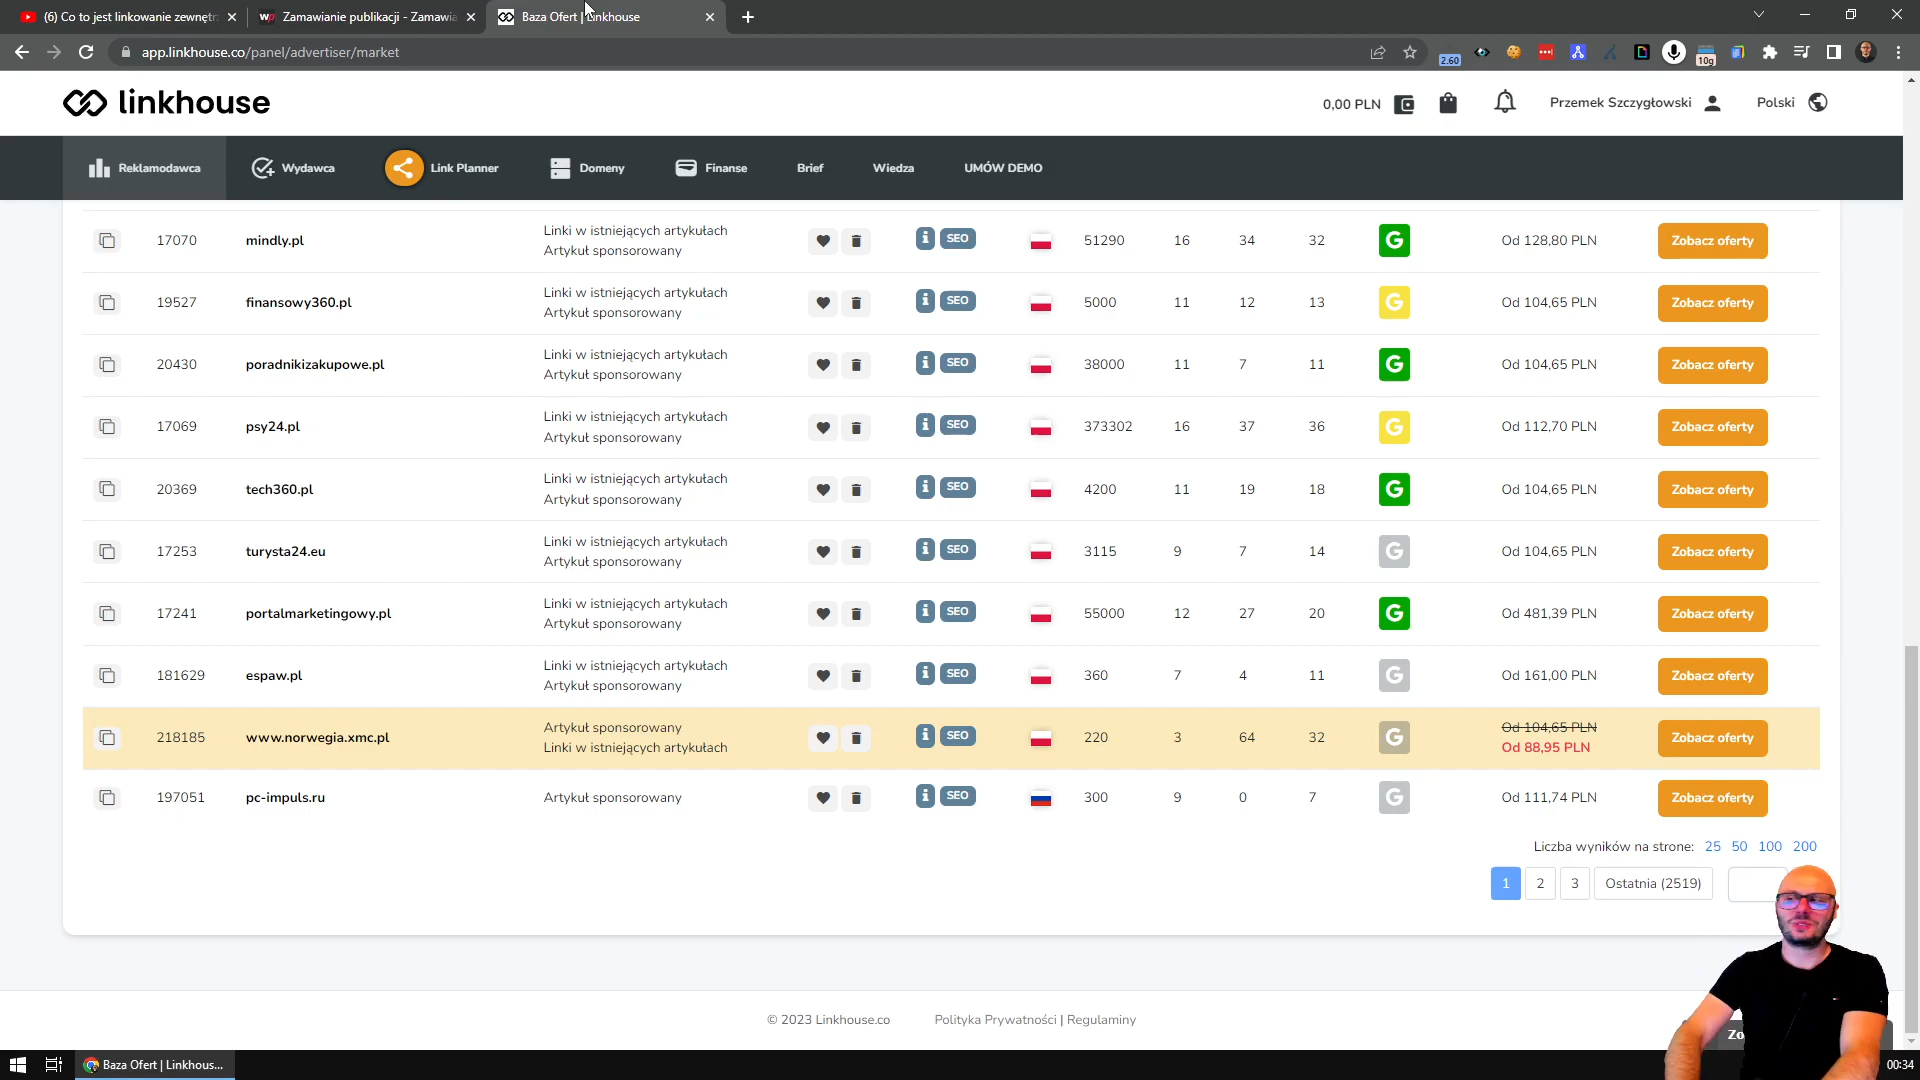 (6) Co to jest linkowanie zewnętrz
Zamawianie publikacji - Zamawia
Baza Ofert | Linkhouse
app.linkhouse.co/panel/advertiser/market
2.60
10g
linkhouse
0,00 PLN
Przemek Szczygłowski
Polski
Reklamodawca
Wydawca
Link Planner
Domeny
Finanse
Brief
Wiedza
UMÓW DEMO
17070 mindly.pl Linki w istniejących artykułach i SEO 51290 16 34 32 G Od 128,80 PLN Zobacz oferty
Artykuł sponsorowany
19527 finansowy360.pl Linki w istniejących artykułach i SEO 5000 11 12 13 G Od 104,65 PLN Zobacz oferty
Artykuł sponsorowany
20430 poradnikizakupowe.pl Linki w istniejących artykułach i SEO 38000 11 7 11 G Od 104,65 PLN Zobacz oferty
Artykuł sponsorowany
17069 psy24.pl Linki w istniejących artykułach i SEO 373302 16 37 36 G Od 112,70 PLN Zobacz oferty
Artykuł sponsorowany
20369 tech360.pl Linki w istniejących artykułach i SEO 4200 11 19 18 G Od 104,65 PLN Zobacz oferty
Artykuł sponsorowany
17253 turysta24.eu Linki w istniejących artykułach i SEO 3115 9 7 14 G Od 104,65 PLN Zobacz oferty
Artykuł sponsorowany
17241 portalmarketingowy.pl Linki w istniejących artykułach i SEO 55000 12 27 20 G Od 481,39 PLN Zobacz oferty
Artykuł sponsorowany
181629 espaw.pl Linki w istniejących artykułach i SEO 360 7 4 11 G Od 161,00 PLN Zobacz oferty
Artykuł sponsorowany
218185 www.norwegia.xmc.pl Artykuł sponsorowany i SEO 220 3 64 32 G Od 104,65 PLN Zobacz oferty
Linki w istniejących artykułach Od 88,95 PLN
197051 pc-impuls.ru Artykuł sponsorowany i SEO 300 9 0 7 G Od 111,74 PLN Zobacz oferty
Liczba wyników na strone: 25 50 100 200
1 2 3 Ostatnia (2519)
© 2023 Linkhouse.co
Polityka Prywatności | Regulaminy
Baza Ofert | Linkhous...
00:34